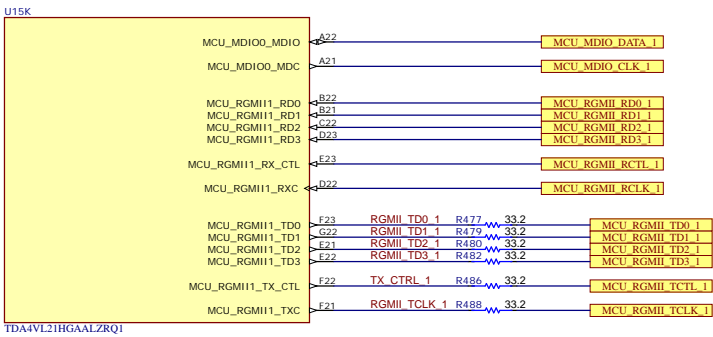 U15K
MCU_MDIO0_MDIO A22 MCU_MDIO_DATA_1
MCU_MDIO0_MDC A21 MCU_MDIO_CLK_1
MCU_RGMII1_RD0 B22 MCU_RGMII_RD0_1
MCU_RGMII1_RD1 B21 MCU_RGMII_RD1_1
MCU_RGMII1_RD2 C22 MCU_RGMII_RD2_1
MCU_RGMII1_RD3 D23 MCU_RGMII_RD3_1
MCU_RGMII1_RX_CTL E23 MCU_RGMII_RCTL_1
MCU_RGMII1_RXC D22 MCU_RGMII_RCLK_1
MCU_RGMII1_TD0 F23 RGMII_TD0_1 R477 33.2 MCU_RGMII_TD0_1
MCU_RGMII1_TD1 G22 RGMII_TD1_1 R479 33.2 MCU_RGMII_TD1_1
MCU_RGMII1_TD2 E21 RGMII_TD2_1 R480 33.2 MCU_RGMII_TD2_1
MCU_RGMII1_TD3 E22 RGMII_TD3_1 R482 33.2 MCU_RGMII_TD3_1
MCU_RGMII1_TX_CTL F22 TX_CTRL_1 R486 33.2 MCU_RGMII_TCTL_1
MCU_RGMII1_TXC F21 RGMII_TCLK_1 R488 33.2 MCU_RGMII_TCLK_1
TDA4VL21HGAALZRQ1